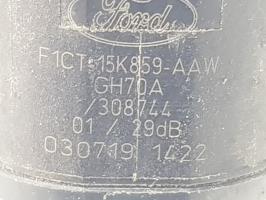 Ford
F1CT-15K859-AAW
GH70A
/308744
01 / 29dB
030719 1422